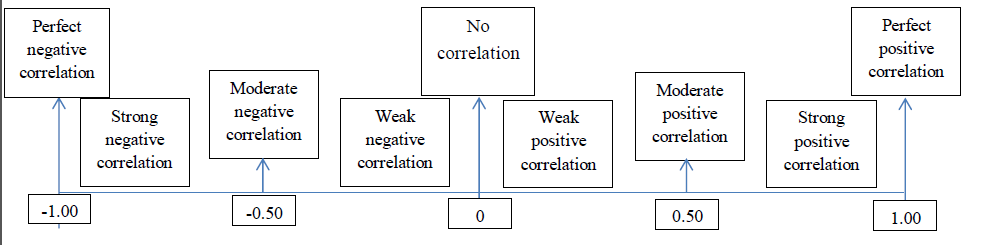 Perfect
negative
correlation
Strong
negative
correlation
Moderate
negative
correlation
Weak
negative
correlation
No
correlation
Weak
positive
correlation
Moderate
positive
correlation
Strong
positive
correlation
Perfect
positive
correlation
-1.00
-0.50
0
0.50
1.00